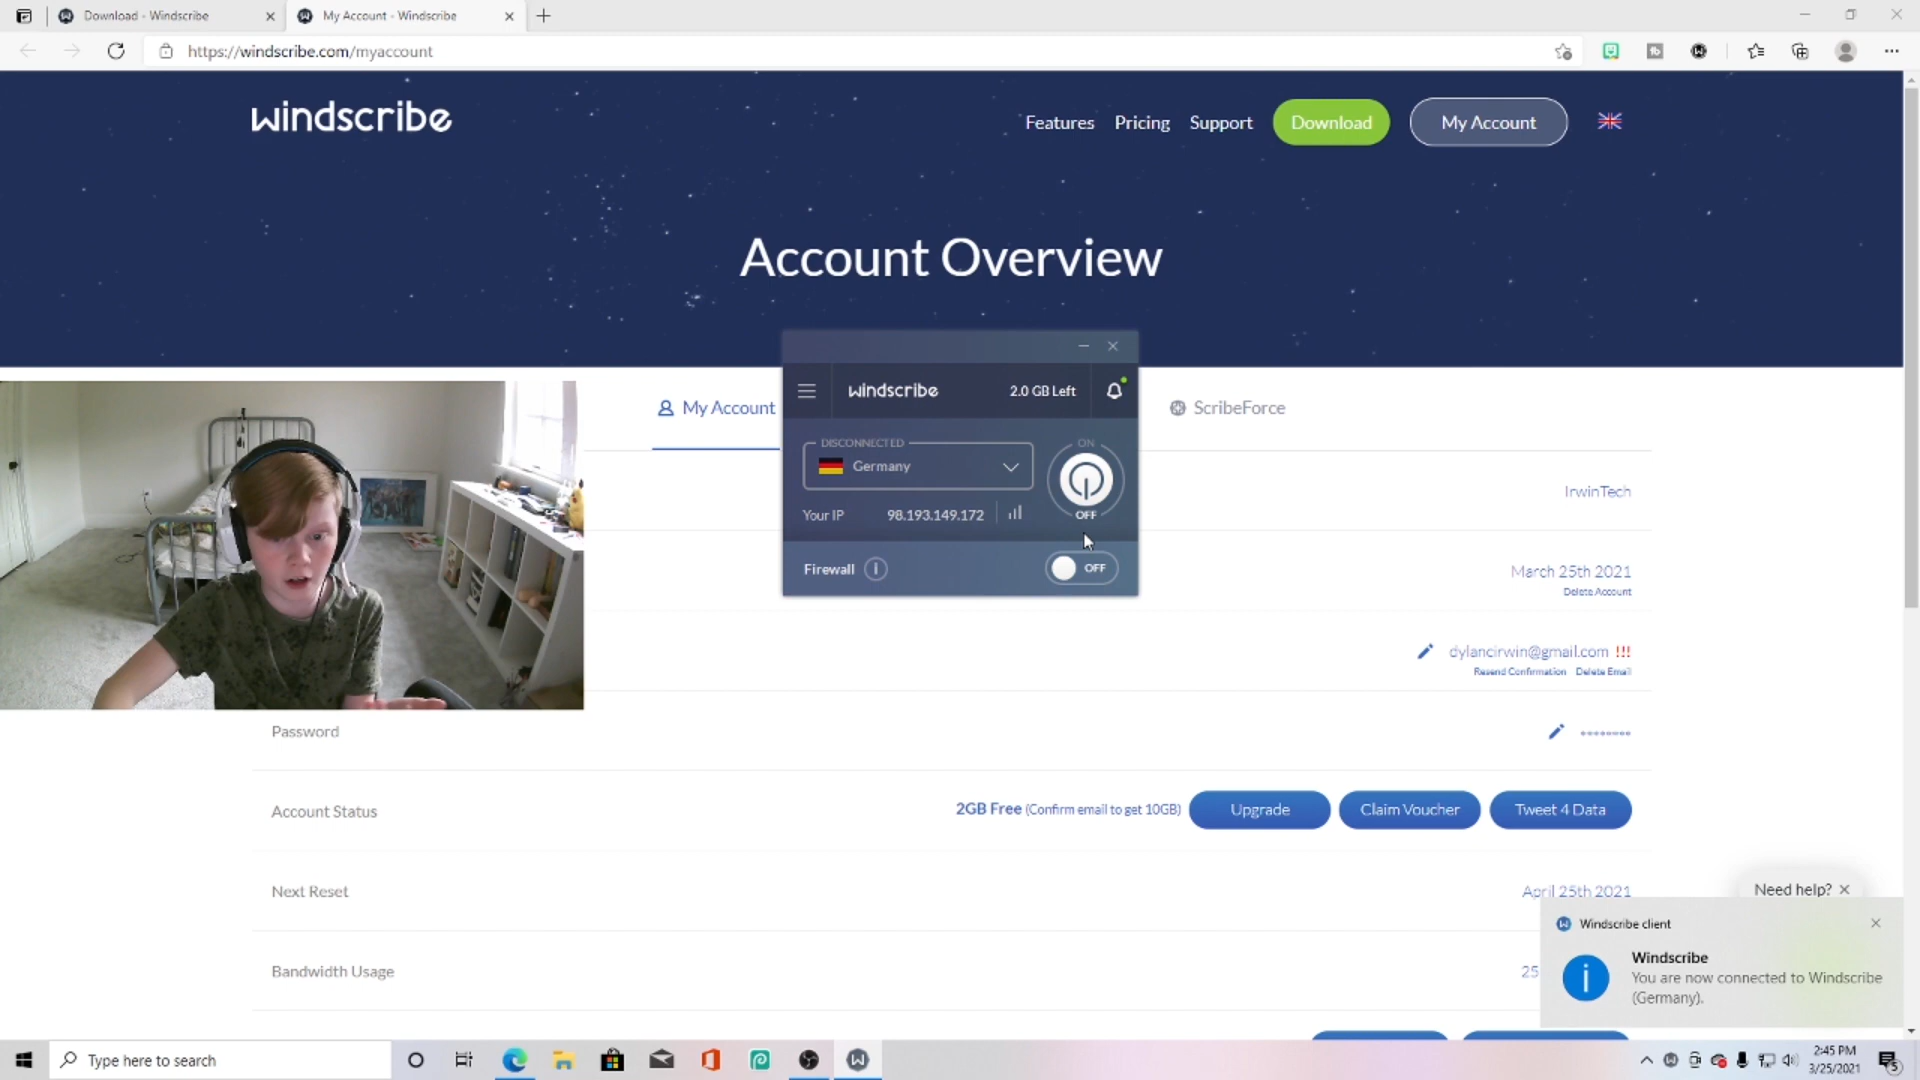 Download - Windscribe
My Account - Windscribe
https://windscribe.com/myaccount
windscribe
Features
Pricing
Support
Download
My Account
Account Overview
My Account
ScribeForce
windscribe
2.0 GB Left
DISCONNECTED
Germany
ON
OFF
Your IP
98.193.149.172
Firewall
OFF
IrwinTech
March 25th 2021
Delete Account
dylancirwin@gmail.com !!!
Resend Confirmation Delete Email
Password
Account Status
2GB Free (Confirm email to get 10GB)
Upgrade
Claim Voucher
Tweet 4 Data
Next Reset
April 25th 2021
Need help?
Bandwidth Usage
25
Windscribe client
Windscribe
You are now connected to Windscribe
(Germany).
Type here to search
2:45 PM
3/25/2021